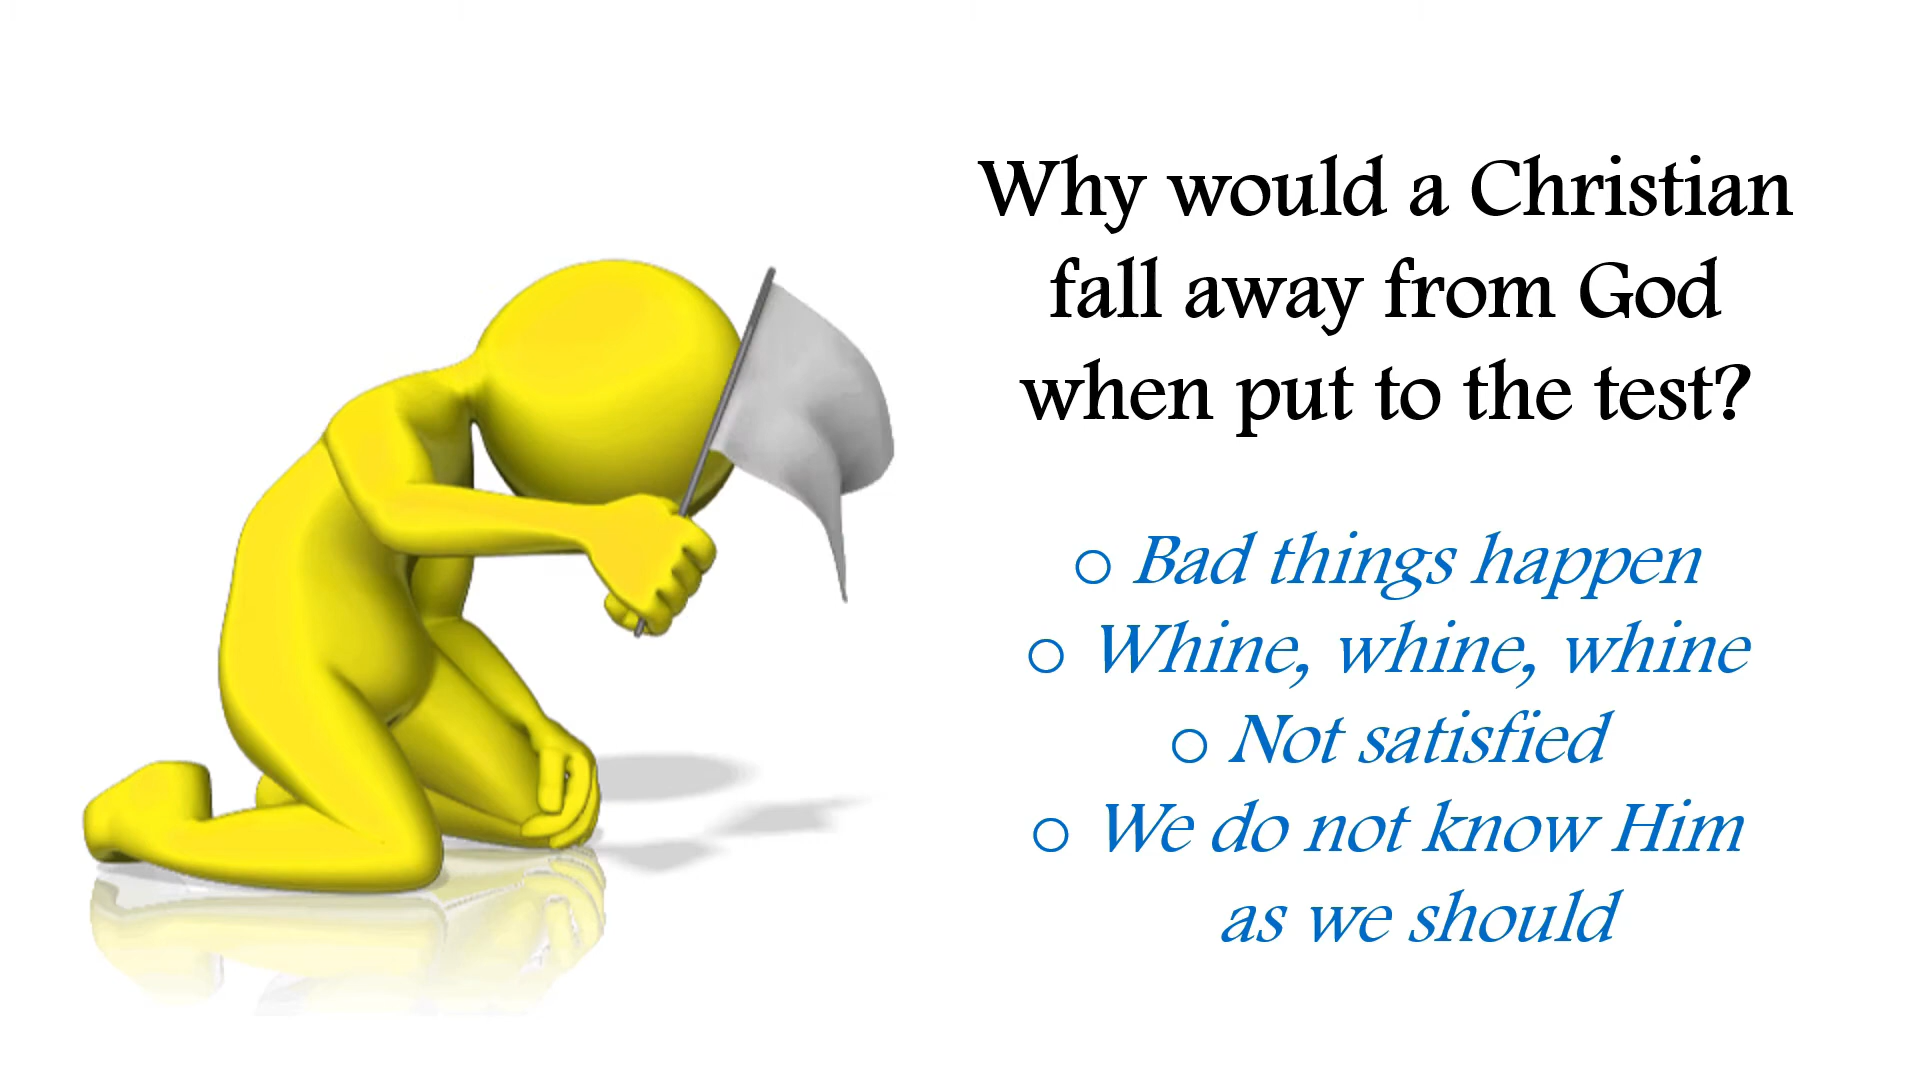 Why would a Christian
fall away from God
when put to the test?
o Bad things happen
o Whine, whine, whine
o Not satisfied
o We do not know Him
as we should